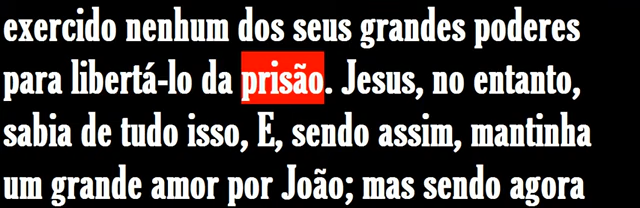 exercido nenhum dos seus grandes poderes
para libertá-lo da prisão. Jesus, no entanto,
sabia de tudo isso, E, sendo assim, mantinha
um grande amor por João; mas sendo agora